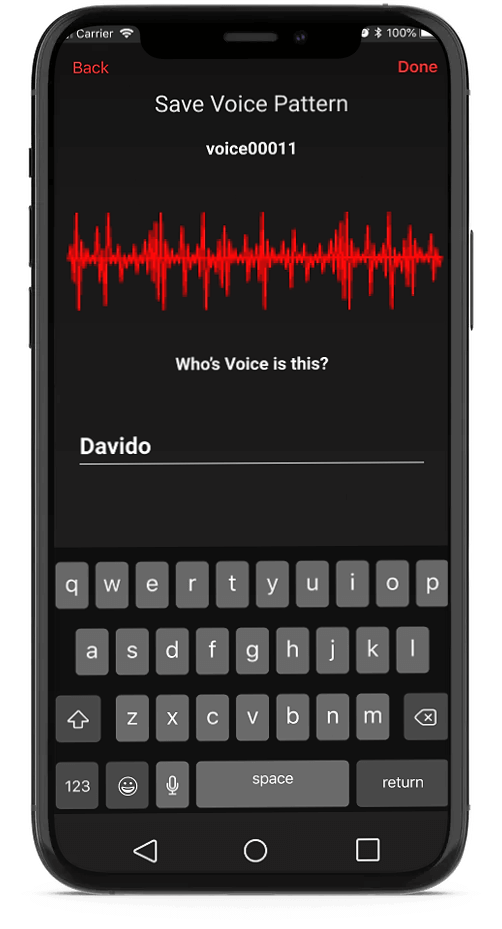 Carrier 100%
Back Done
Save Voice Pattern
voice00011
Who's Voice is this?
Davido
q w e r t y u i o p
a s d f g h j k l
z x c v b n m
123 space return